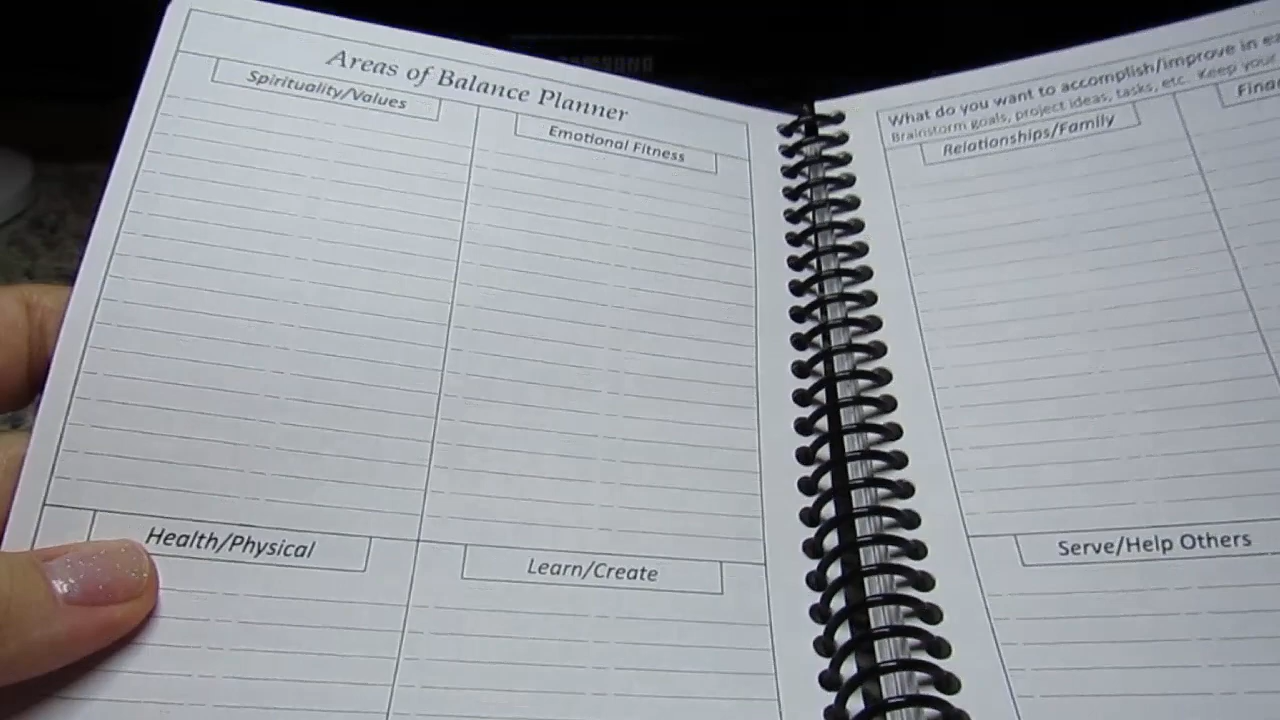 Areas of Balance Planner
Spirituality/Values
Emotional Fitness
Health/Physical
Learn/Create
What do you want to accomplish/improve in
Brainstorm goals, project ideas, tasks, etc. Keep your
Relationships/Family
Serve/Help Others